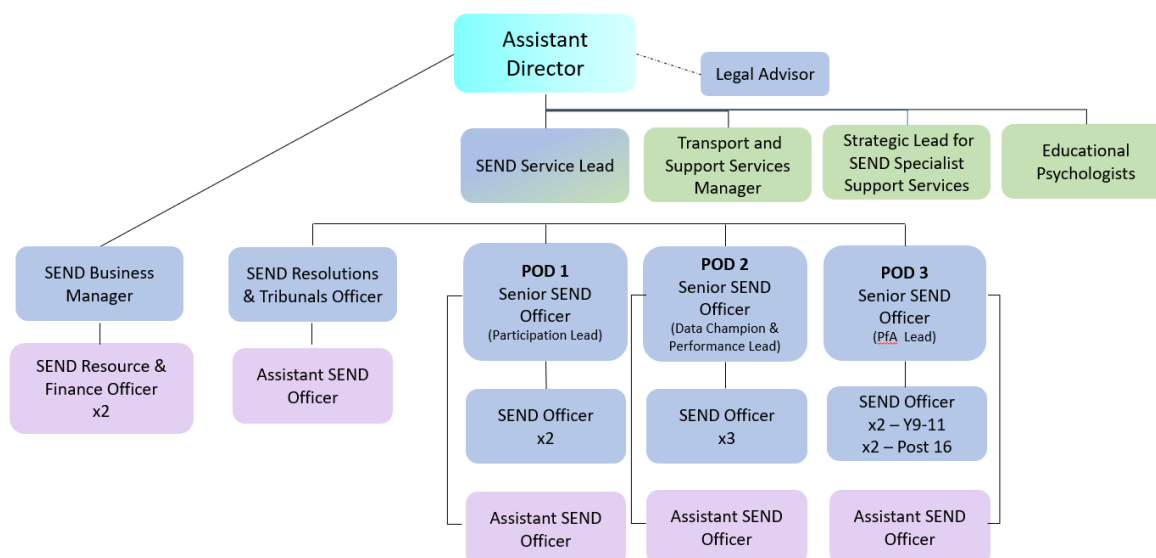 Assistant
Director
Legal Advisor
SEND Service Lead
Transport and
Support Services
Manager
Strategic Lead for
SEND Specialist
Support Services
Educational
Psychologists
SEND Business
Manager
SEND Resolutions
& Tribunals Officer
POD 1
Senior SEND
Officer
(Participation Lead)
POD 2
Senior SEND
Officer
(Data Champion &
Performance Lead)
POD 3
Senior SEND
Officer
(PfA Lead)
SEND Resource &
Finance Officer
x2
Assistant SEND
Officer
SEND Officer
x2
SEND Officer
x3
SEND Officer
x2 – Y9-11
x2 – Post 16
Assistant SEND
Officer
Assistant SEND
Officer
Assistant SEND
Officer